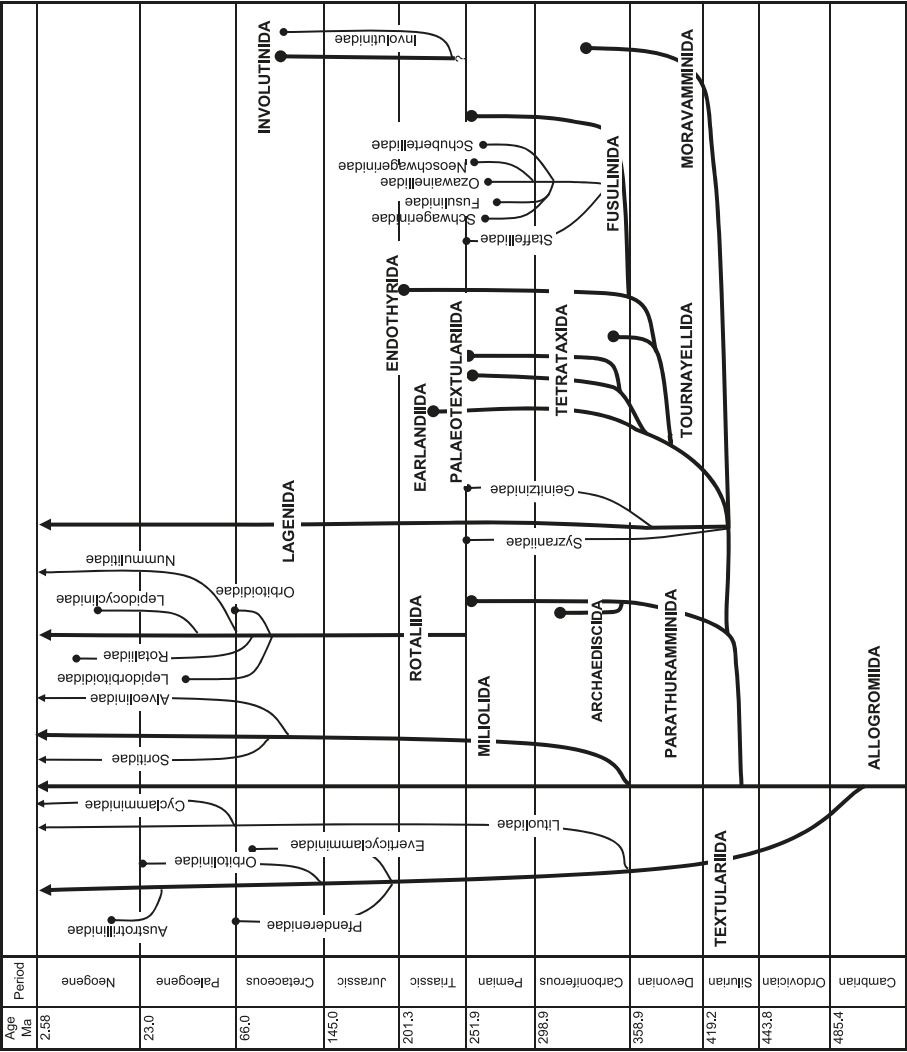 INVOLUTINIDA
Involutinidae
?
MORAVAMMINIDA
Schubertellidae
Neoschwagerinidae
Ozawainellidae
Fusulinidae
Schwagerinidae
Staffellidae
FUSULINIDA
ENDOTHYRIDA
PALAEOTEXTULARIIDA
TETRATAXIDA
TOURNAYELLIDA
EARLANDIIDA
Geinitzinidae
LAGENIDA
Syzraniidae
Nummulitidae
Lepidocyclinidae
Orbitoididae
ROTALIIDA
Rotaliidae
Lepidorbitoididae
ARCHAEDISCIDA
PARATHURAMMINIDA
Alveolinidae
MILIOLIDA
Soritidae
ALLOGROMIIDA
Cyclamminidae
Lituolidae
Everticyclamminidae
Orbitolinidae
TEXTULARIIDA
Pfenderenidae
Austrotrillinidae
Period
Neogene
Paleogene
Cretaceous
Jurassic
Triassic
Pemian
Carboniferous
Devonian
Silurian
Ordovician
Cambrian
Age
Ma
2.58
23.0
66.0
145.0
201.3
251.9
298.9
358.9
419.2
443.8
485.4